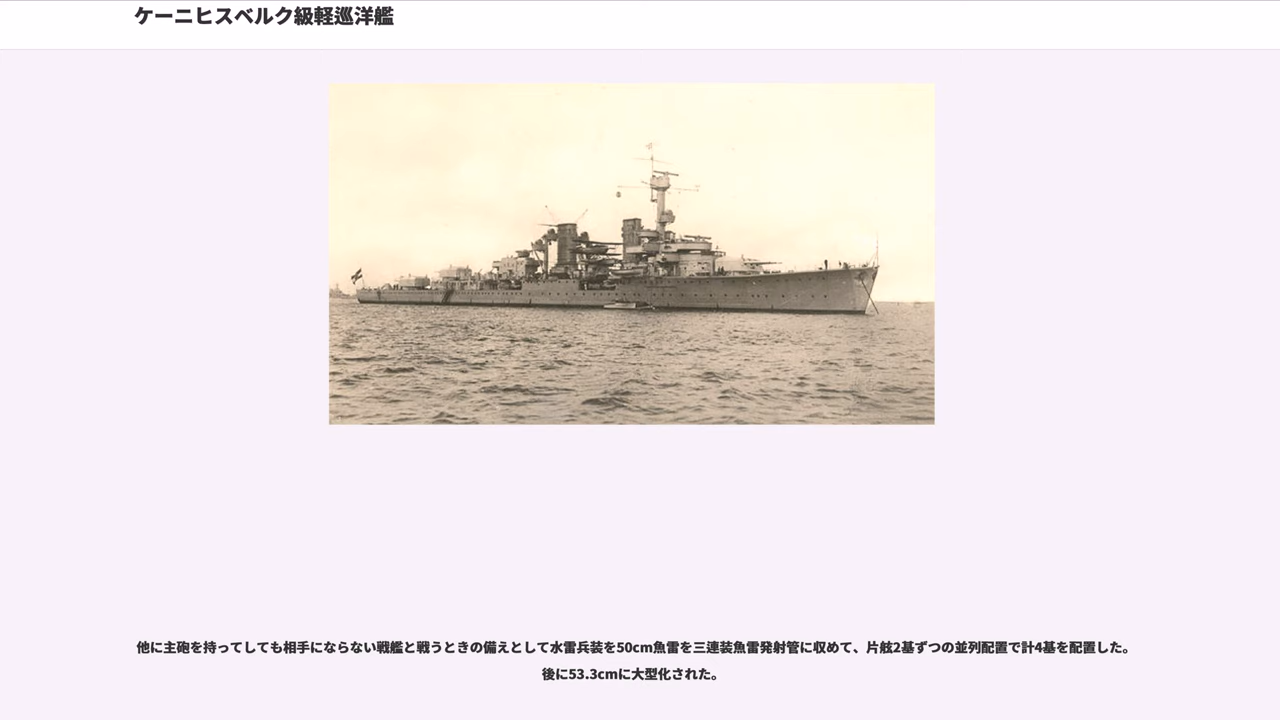 ケーニヒスベルク級軽巡洋艦
他に主砲を持ってしても相手にならない戦艦と戦うときの備えとして水雷兵装を50cm魚雷を三連装魚雷発射管に収めて、片舷2基ずつの並列配置で計4基を配置した。
後に53.3cmに大型化された。